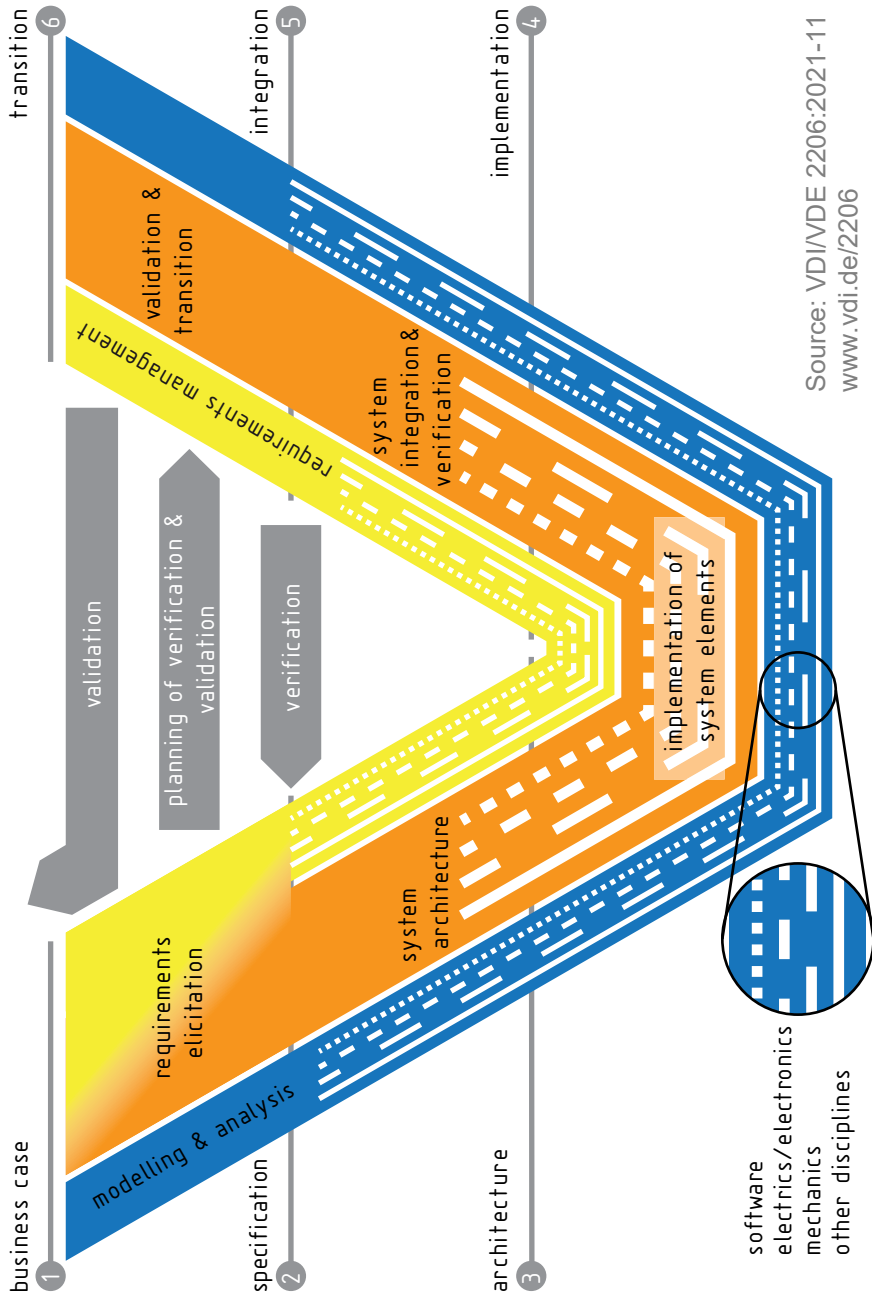 1
business case
6
transition
validation
planning of verification &
validation
verification
requirements
elicitation
validation &
transition
requirements management
modelling & analysis
2
specification
5
integration
system
architecture
system
integration&
verification
3
architecture
4
implementation
implementation of
system elements
software
electrics/electronics
mechanics
other disciplines
Source: VDI/VDE 2206:2021-11
www.vdi.de/2206